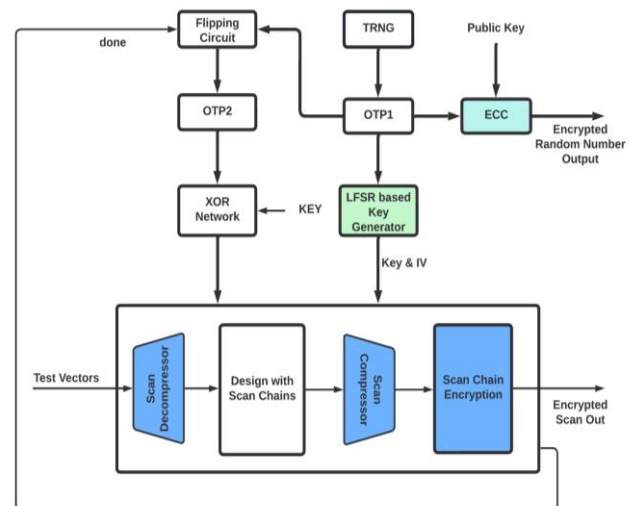 done
Flipping
Circuit
TRNG
Public Key
OTP2
OTP1
ECC
Encrypted
Random Number
Output
XOR
Network
KEY
LFSR based
Key
Generator
Key & IV
Test Vectors
Scan
Decompressor
Design with
Scan Chains
Scan
Compressor
Scan Chain
Encryption
Encrypted
Scan Out